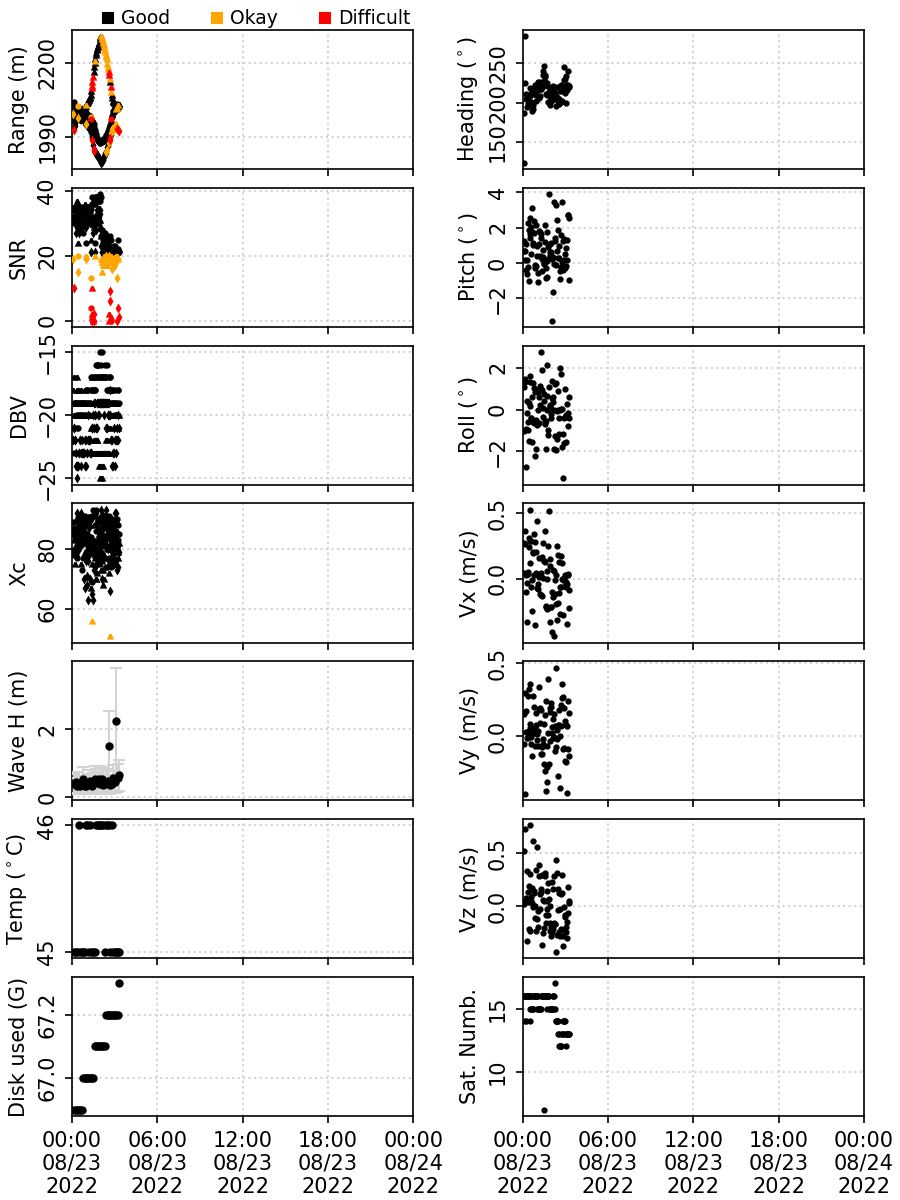 Good Okay Difficult
Range (m)
2200
1990
Heading (°)
250
200
150
SNR
40
20
0
Pitch (°)
4
2
0
−2
DBV
−15
−20
−25
Roll (°)
2
0
−2
Xc
80
60
Vx (m/s)
0.5
0.0
Wave H (m)
2
0
Vy (m/s)
0.5
0.0
Temp (°C)
46
45
Vz (m/s)
0.5
0.0
Disk used (G)
67.2
67.0
Sat. Numb.
15
10
00:00 06:00 12:00 18:00 00:00
08/23 08/23 08/23 08/23 08/24
2022 2022 2022 2022 2022
00:00 06:00 12:00 18:00 00:00
08/23 08/23 08/23 08/23 08/24
2022 2022 2022 2022 2022